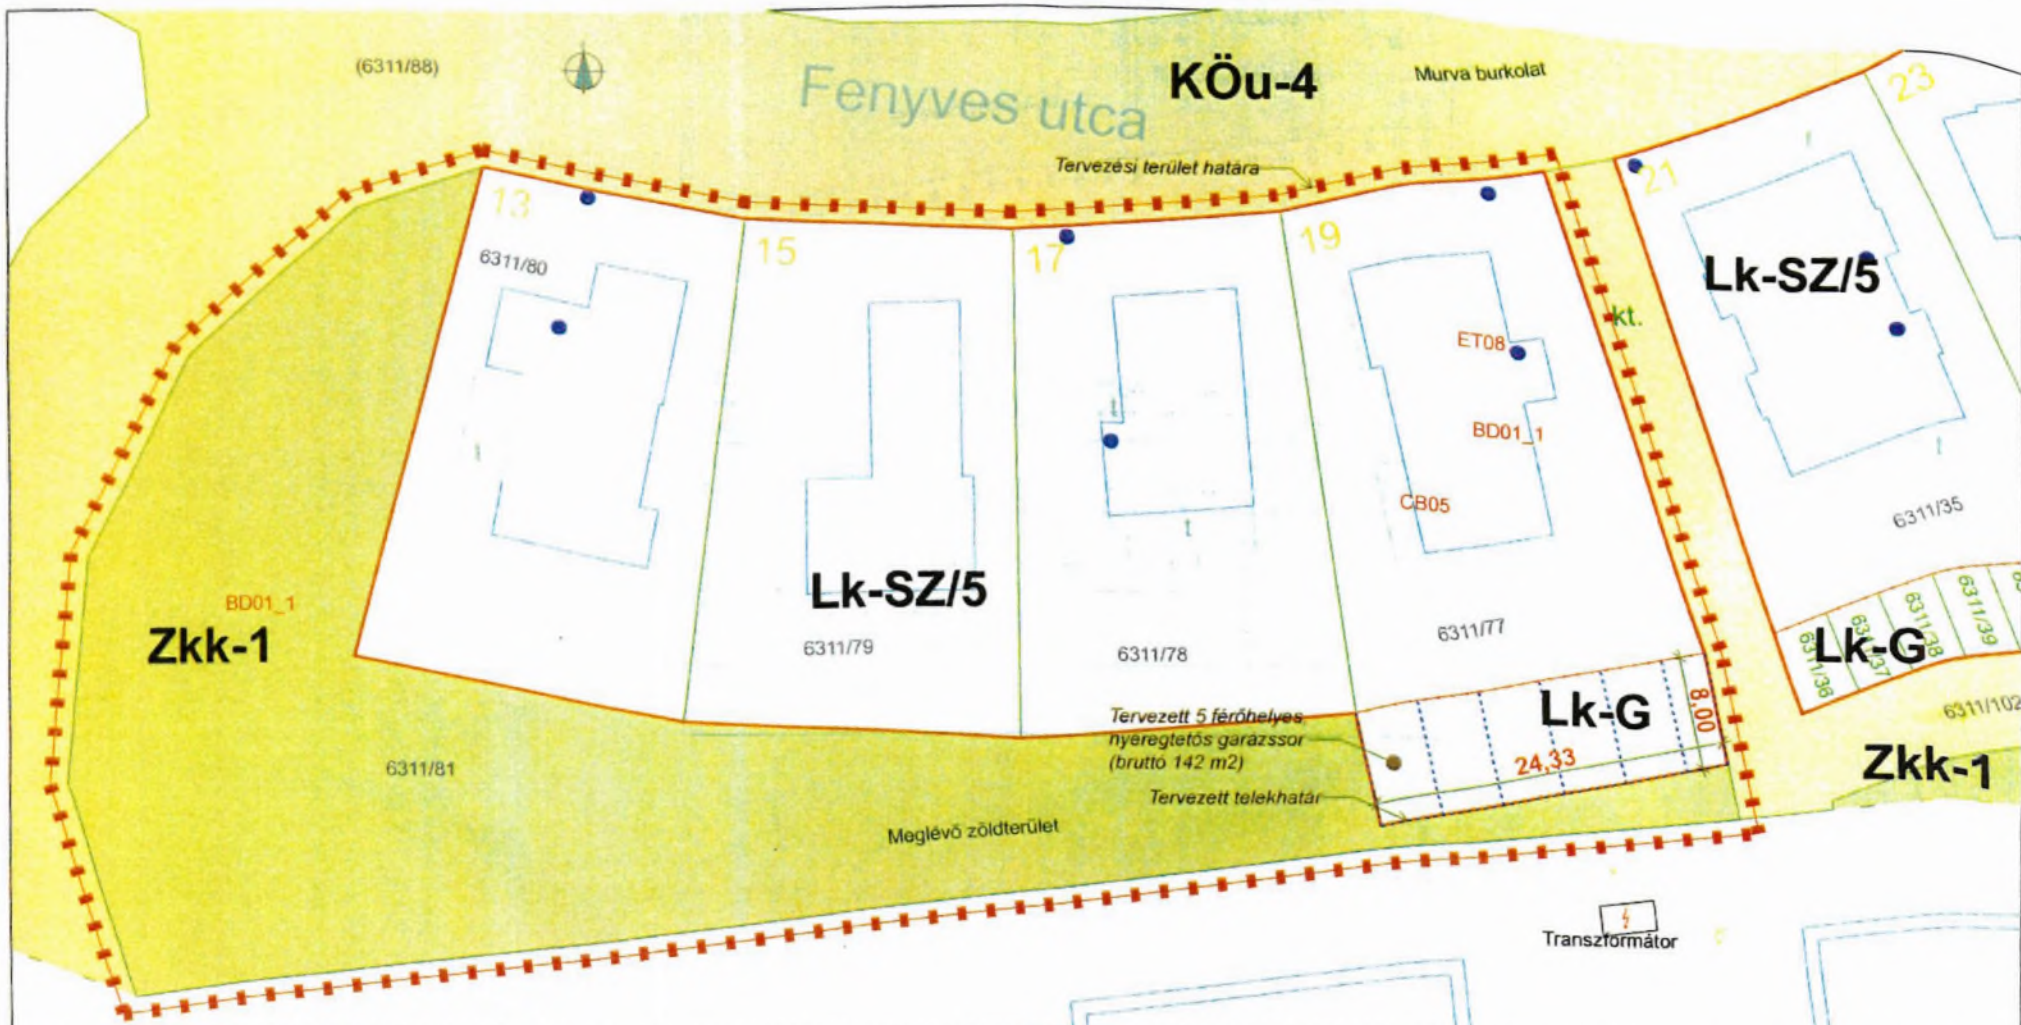 (6311/88)
Fenyves utca
KÖu-4
Murva burkolat
23
Tervezési terület határa
13
15
17
19
21
6311/80
Lk-SZ/5
kt.
ET08
BD01_1
CB05
6311/35
BD01_1
Zkk-1
Lk-SZ/5
6311/79
6311/78
6311/77
6311/36
6311/37
6311/38
6311/39
Lk-G
6311/102
Zkk-1
Tervezett 5 férőhelyes
nyeregtetős garázssor
(bruttó 142 m2)
Lk-G
8,00
24,33
Tervezett telekhatár
6311/81
Meglévő zöldterület
Transzformátor